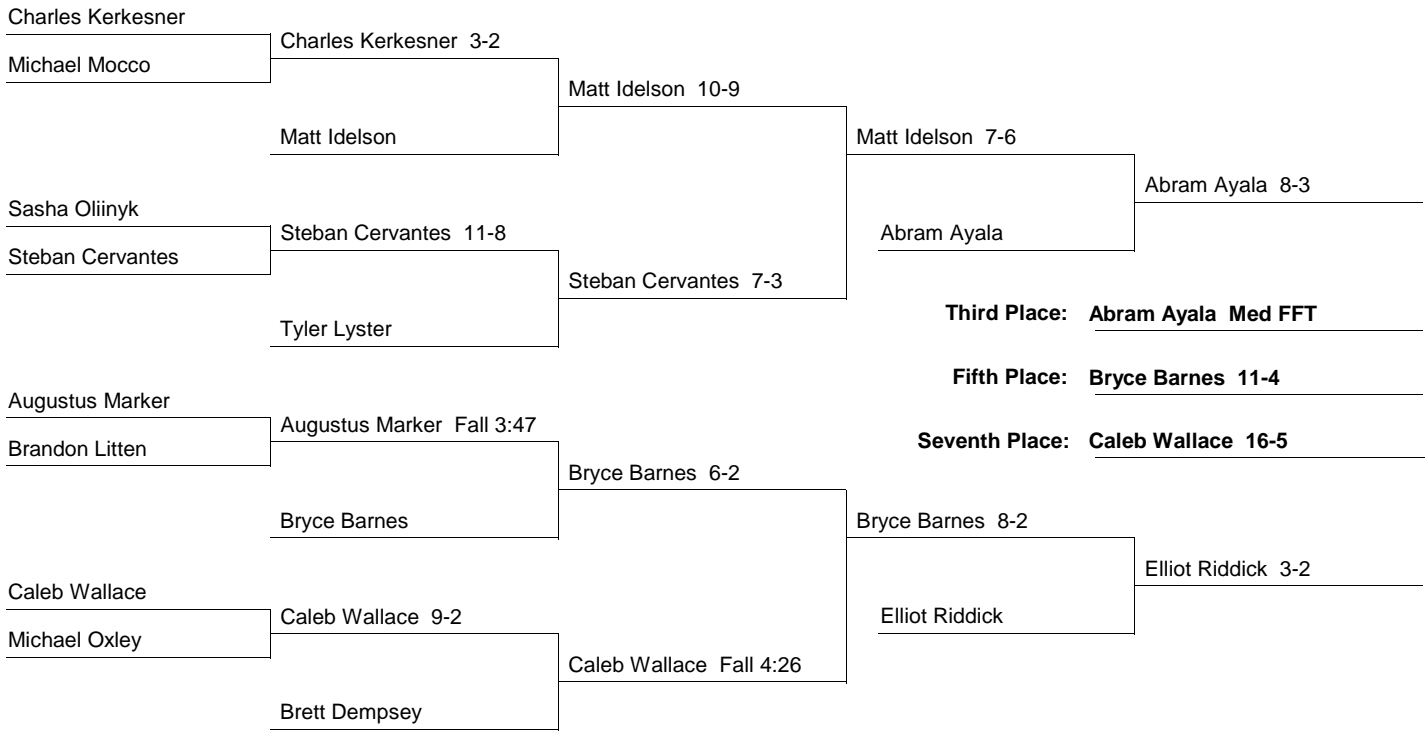 Charles Kerkesner
Charles Kerkesner 3-2
Michael Mocco
Matt Idelson 10-9
Matt Idelson
Matt Idelson 7-6
Abram Ayala 8-3
Sasha Oliinyk
Steban Cervantes 11-8
Abram Ayala
Steban Cervantes
Steban Cervantes 7-3
Third Place: Abram Ayala Med FFT
Tyler Lyster
Fifth Place: Bryce Barnes 11-4
Augustus Marker
Augustus Marker Fall 3:47
Brandon Litten
Seventh Place: Caleb Wallace 16-5
Bryce Barnes 6-2
Bryce Barnes
Bryce Barnes 8-2
Elliot Riddick 3-2
Caleb Wallace
Caleb Wallace 9-2
Elliot Riddick
Michael Oxley
Caleb Wallace Fall 4:26
Brett Dempsey